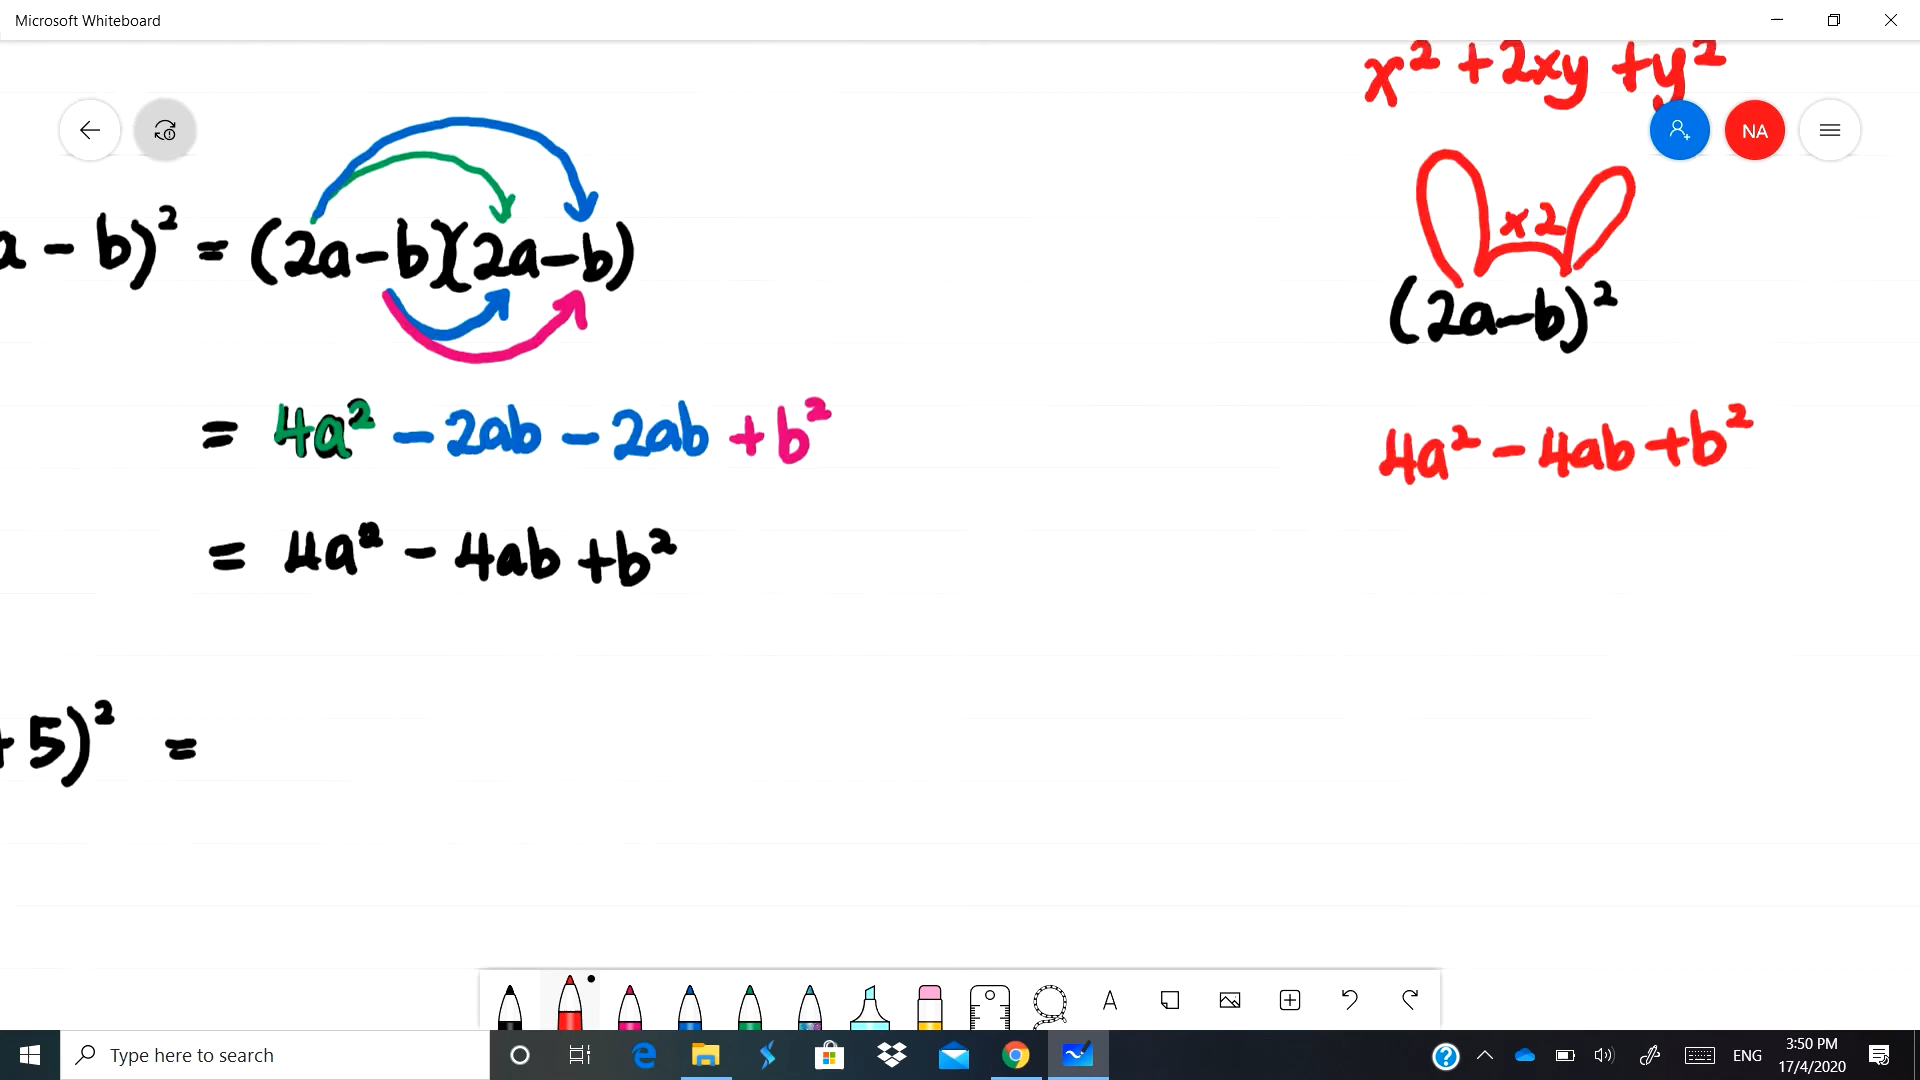 Microsoft Whiteboard
x² + 2xy + y²
NA
x2
a - b)² = (2a-b)(2a-b)
(2a-b)²
= 4a² - 2ab - 2ab + b²
4a² - 4ab + b²
= 4a² - 4ab + b²
+ 5)² =
A
Type here to search
ENG
3:50 PM
17/4/2020